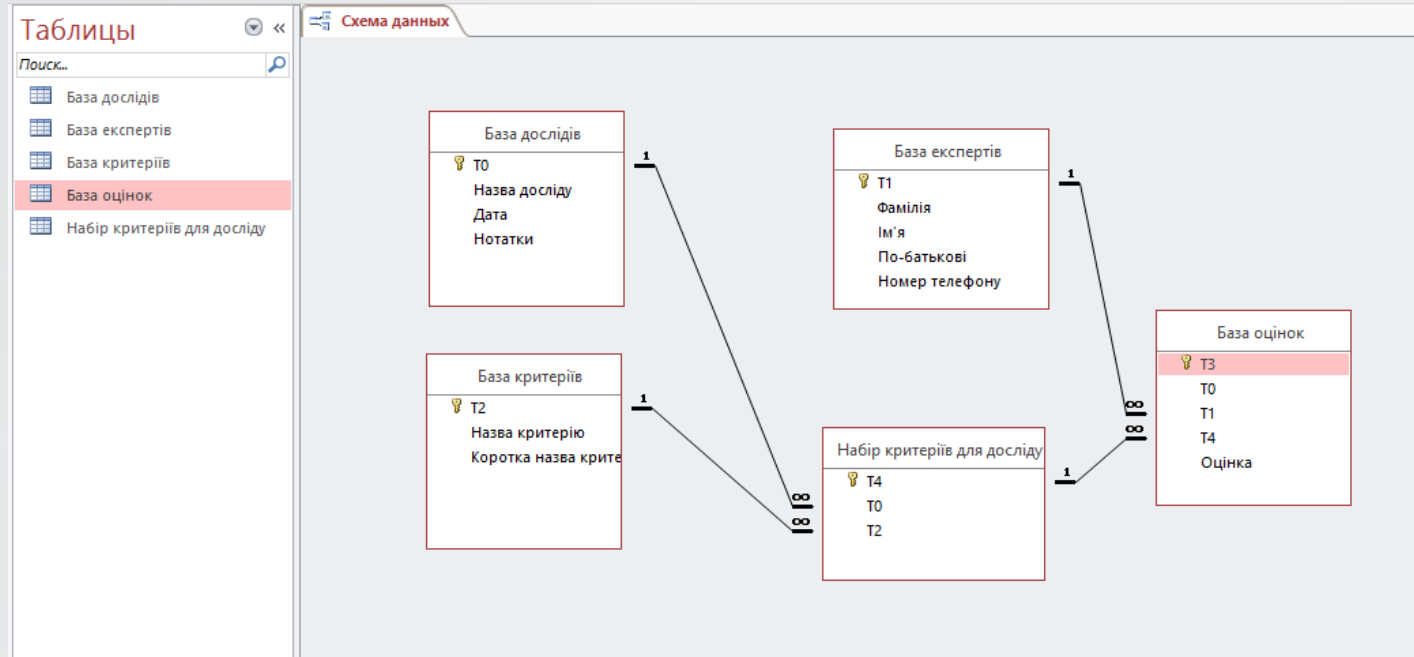 Таблицы
«
Схема данных
Поиск...
База дослідів
База експертів
База критеріїв
База оцінок
Набір критеріїв для досліду
База дослідів
T0
Назва досліду
Дата
Нотатки
1
База експертів
T1
Фамілія
Ім'я
По-батькові
Номер телефону
1
База критеріїв
T2
Назва критерію
Коротка назва крите
1
Набір критеріїв для досліду
T4
T0
T2
∞
∞
1
База оцінок
T3
T0
T1
T4
Оцінка
∞
∞